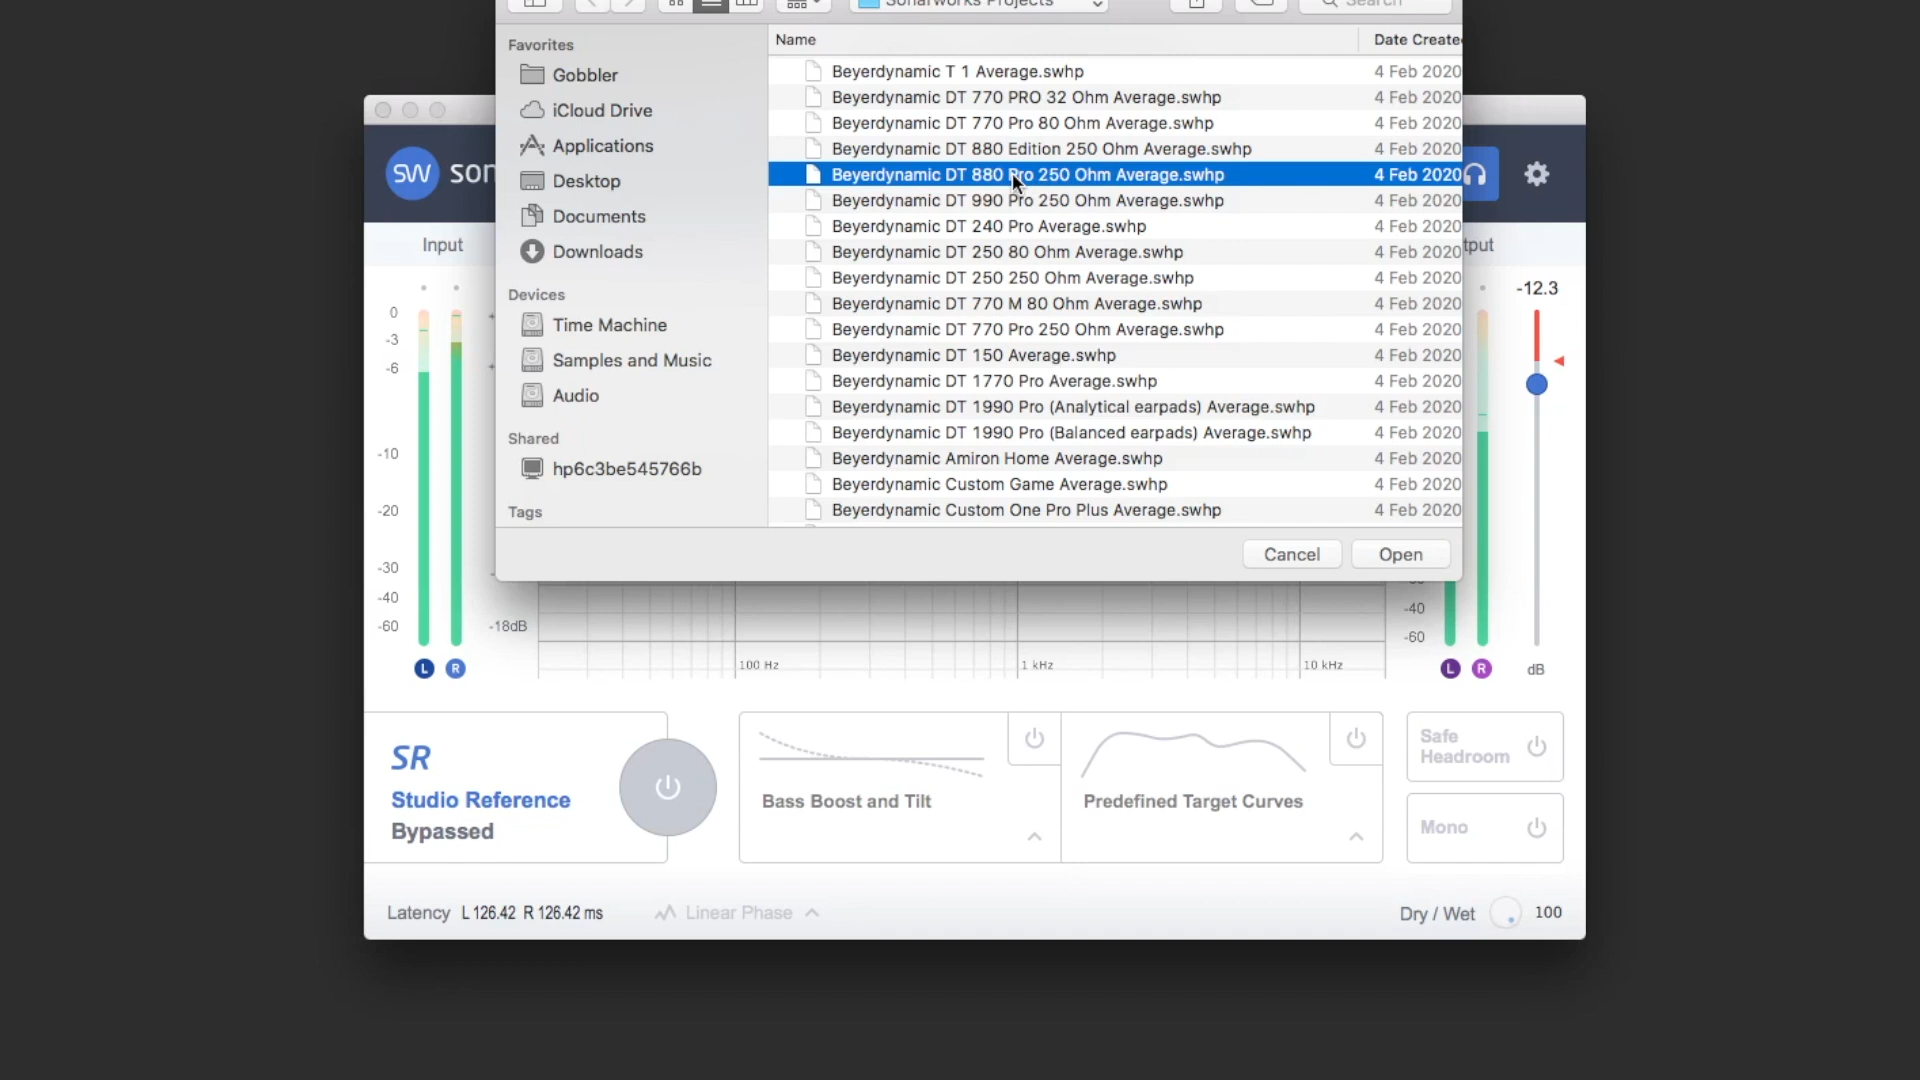 Sonarworks Projects
Search
Favorites
Gobbler
iCloud Drive
Applications
Desktop
Documents
Downloads
Devices
Time Machine
Samples and Music
Audio
Shared
hp6c3be545766b
Tags
Name
Date Create
Beyerdynamic T 1 Average.swhp 4 Feb 2020
Beyerdynamic DT 770 PRO 32 Ohm Average.swhp 4 Feb 2020
Beyerdynamic DT 770 Pro 80 Ohm Average.swhp 4 Feb 2020
Beyerdynamic DT 880 Edition 250 Ohm Average.swhp 4 Feb 2020
Beyerdynamic DT 880 Pro 250 Ohm Average.swhp 4 Feb 2020
Beyerdynamic DT 990 Pro 250 Ohm Average.swhp 4 Feb 2020
Beyerdynamic DT 240 Pro Average.swhp 4 Feb 2020
Beyerdynamic DT 250 80 Ohm Average.swhp 4 Feb 2020
Beyerdynamic DT 250 250 Ohm Average.swhp 4 Feb 2020
Beyerdynamic DT 770 M 80 Ohm Average.swhp 4 Feb 2020
Beyerdynamic DT 770 Pro 250 Ohm Average.swhp 4 Feb 2020
Beyerdynamic DT 150 Average.swhp 4 Feb 2020
Beyerdynamic DT 1770 Pro Average.swhp 4 Feb 2020
Beyerdynamic DT 1990 Pro (Analytical earpads) Average.swhp 4 Feb 2020
Beyerdynamic DT 1990 Pro (Balanced earpads) Average.swhp 4 Feb 2020
Beyerdynamic Amiron Home Average.swhp 4 Feb 2020
Beyerdynamic Custom Game Average.swhp 4 Feb 2020
Beyerdynamic Custom One Pro Plus Average.swhp 4 Feb 2020
Cancel Open
SW son
Input
0
-3
-6
-10
-20
-30
-40
-60
L R
-18dB
100 Hz 1 kHz 10 kHz
tput
-12.3
-40
-60
L R dB
SR
Studio Reference
Bypassed
Bass Boost and Tilt
Predefined Target Curves
Safe
Headroom
Mono
Latency L 126.42 R 126.42 ms
Linear Phase
Dry / Wet 100